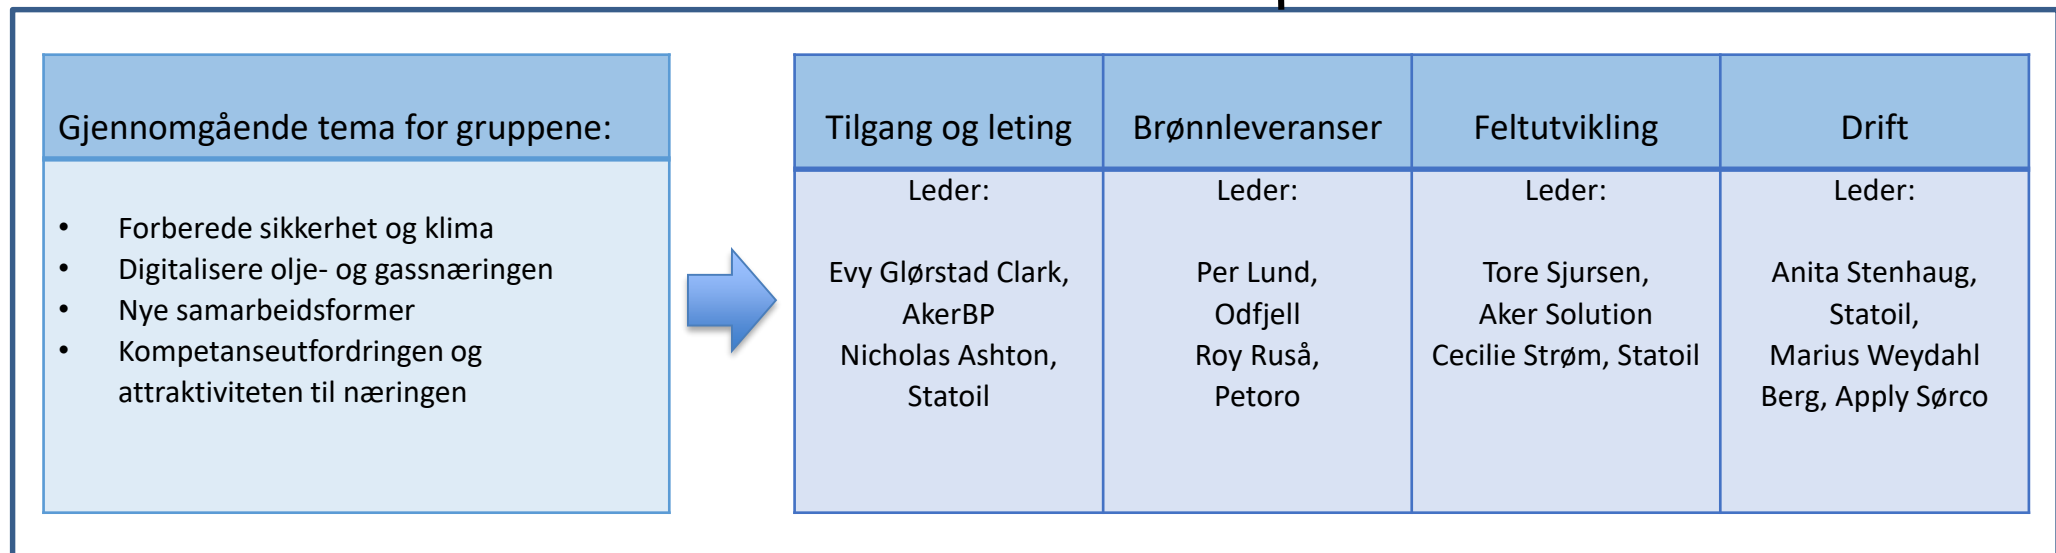 Gjennomgående tema for gruppene:
• Forberede sikkerhet og klima
• Digitalisere olje- og gassnæringen
• Nye samarbeidsformer
• Kompetanseutfordringen og
attraktiviteten til næringen
Tilgang og leting
Leder:
Evy Glørstad Clark,
AkerBP
Nicholas Ashton,
Statoil
Brønnleveranser
Leder:
Per Lund,
Odfjell
Roy Ruså,
Petoro
Feltutvikling
Leder:
Tore Sjursen,
Aker Solution
Cecilie Strøm, Statoil
Drift
Leder:
Anita Stenhaug,
Statoil,
Marius Weydahl
Berg, Apply Sørco